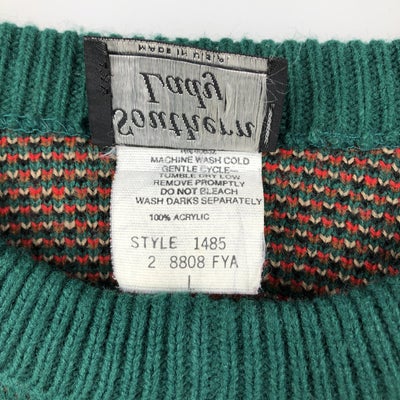 Southern
Lady
MADE IN U.S.A.
MACHINE WASH COLD
GENTLE CYCLE—
TUMBLE DRY LOW
REMOVE PROMPTLY
DO NOT BLEACH
WASH DARKS SEPARATELY
100% ACRYLIC
STYLE 1485
2 8808 FYA